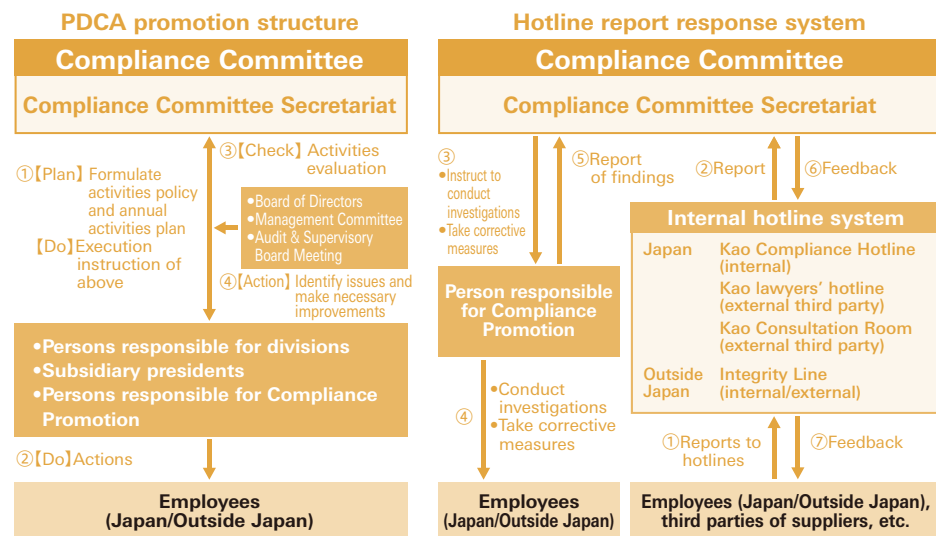 PDCA promotion structure
Compliance Committee
Compliance Committee Secretariat
①【Plan】Formulate
activities policy
and annual
activities plan
【Do】Execution
instruction of
above
③【Check】Activities
evaluation
•Board of Directors
•Management Committee
•Audit & Supervisory
Board Meeting
④【Action】Identify issues and
make necessary
improvements
•Persons responsible for divisions
•Subsidiary presidents
•Persons responsible for Compliance
Promotion
②【Do】Actions
Employees
(Japan/Outside Japan)
Hotline report response system
Compliance Committee
Compliance Committee Secretariat
③
•Instruct to
conduct
investigations
•Take corrective
measures
⑤Report
of findings
Person responsible
for Compliance
Promotion
④
•Conduct
investigations
•Take corrective
measures
Employees
(Japan/Outside Japan)
②Report
⑥Feedback
Internal hotline system
Japan Kao Compliance Hotline
(internal)
Kao lawyers’ hotline
(external third party)
Kao Consultation Room
(external third party)
Outside Integrity Line
Japan (internal/external)
①Reports to
hotlines
⑦Feedback
Employees (Japan/Outside Japan),
third parties of suppliers, etc.